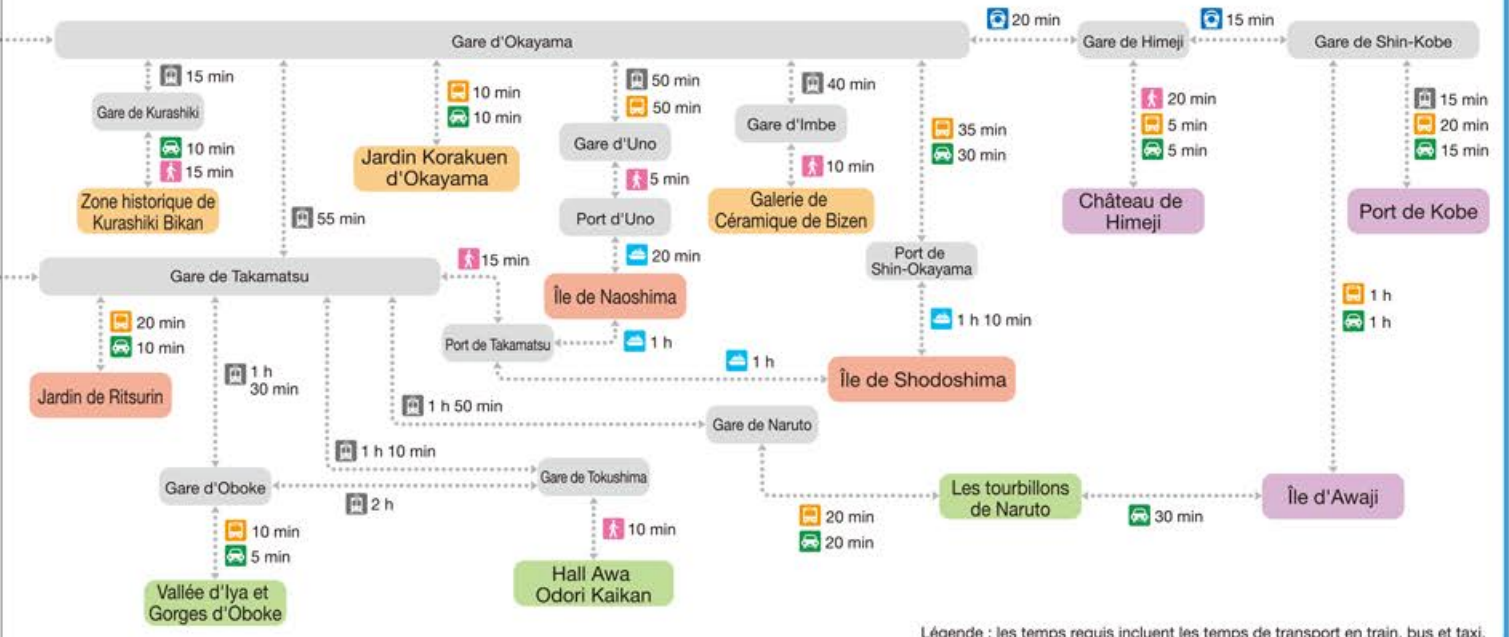 Gare d'Okayama
20 min
Gare de Himeji
15 min
Gare de Shin-Kobe
15 min
Gare de Kurashiki
10 min
15 min
Zone historique de
Kurashiki Bikan
55 min
10 min
10 min
Jardin Korakuen
d'Okayama
50 min
50 min
Gare d'Uno
5 min
Port d'Uno
20 min
Île de Naoshima
40 min
Gare d'Imbe
10 min
Galerie de
Céramique de Bizen
35 min
30 min
Port de
Shin-Okayama
1 h 10 min
20 min
5 min
5 min
Château de
Himeji
15 min
20 min
15 min
Port de Kobe
1 h
1 h
Gare de Takamatsu
15 min
Port de Takamatsu
1 h
1 h
Île de Shodoshima
20 min
10 min
Jardin de Ritsurin
1 h
30 min
1 h 50 min
Gare de Naruto
1 h 10 min
Gare d'Oboke
2 h
Gare de Tokushima
10 min
5 min
Vallée d'Iya et
Gorges d'Oboke
10 min
Hall Awa
Odori Kaikan
20 min
20 min
Les tourbillons
de Naruto
30 min
Île d'Awaji
Légende : les temps requis incluent les temps de transport en train, bus et taxi.